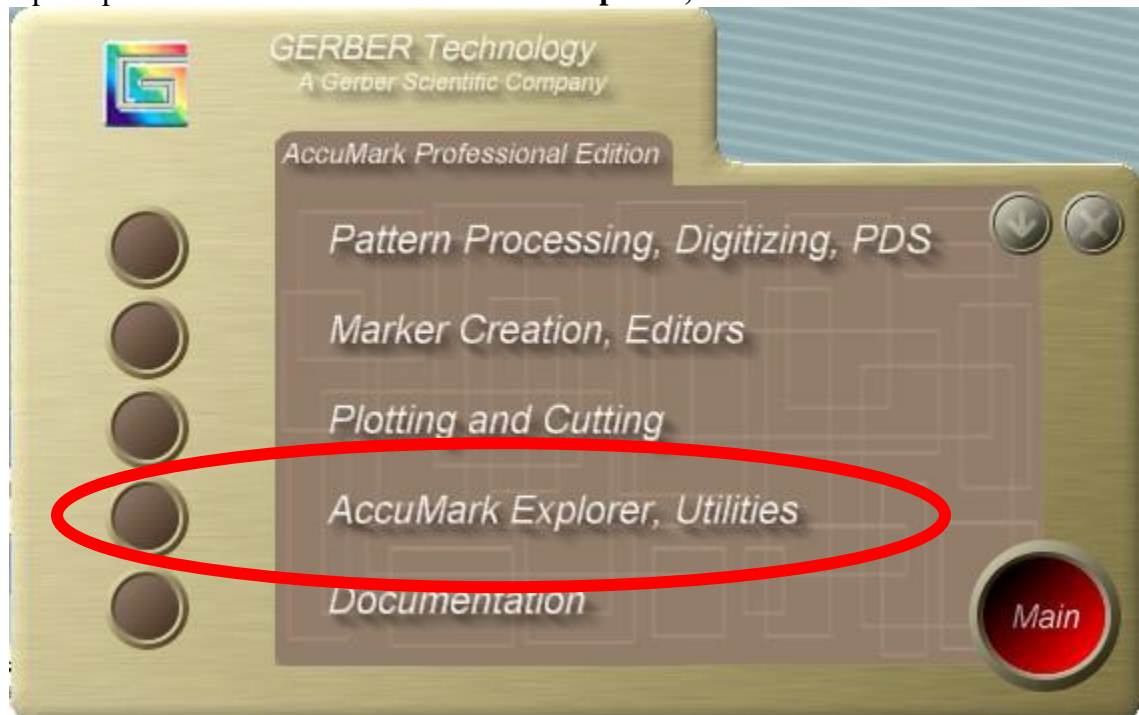 GERBER Technology
A Gerber Scientific Company
AccuMark Professional Edition
Pattern Processing, Digitizing, PDS
Marker Creation, Editors
Plotting and Cutting
AccuMark Explorer, Utilities
Documentation
Main